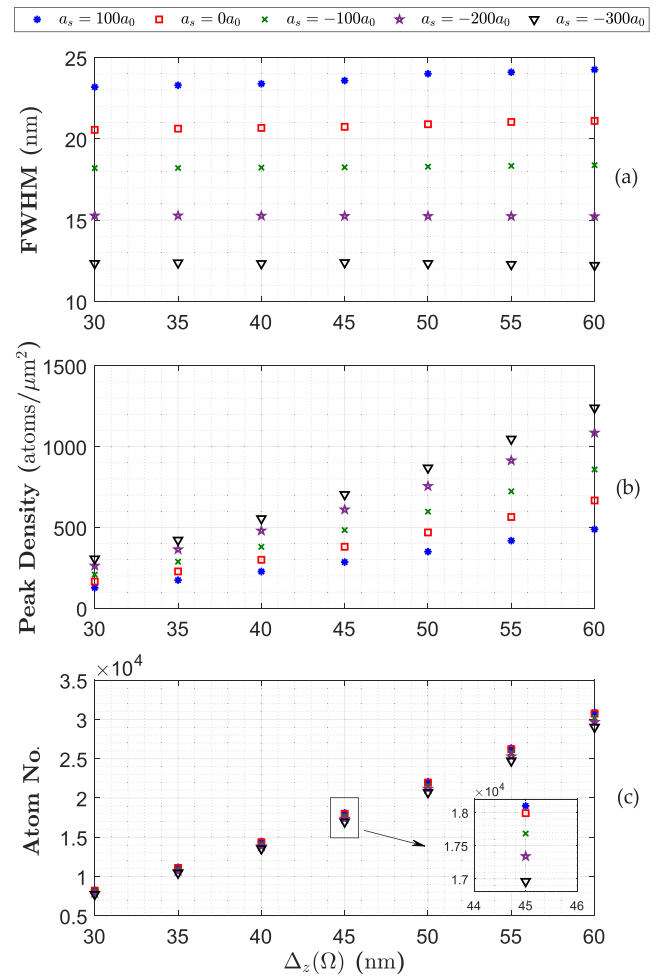 a_s = 100a_0 a_s = 0a_0 a_s = −100a_0 a_s = −200a_0 a_s = −300a_0
25
20
15
10
FWHM (nm)
(a)
30 35 40 45 50 55 60
1500
1000
500
0
Peak Density (atoms/μm²)
(b)
30 35 40 45 50 55 60
×10⁴
3.5
3
2.5
2
1.5
1
0.5
Atom No.
(c)
×10⁴
1.8
1.75
1.7
44 45 46
30 35 40 45 50 55 60
Δ_z(Ω) (nm)